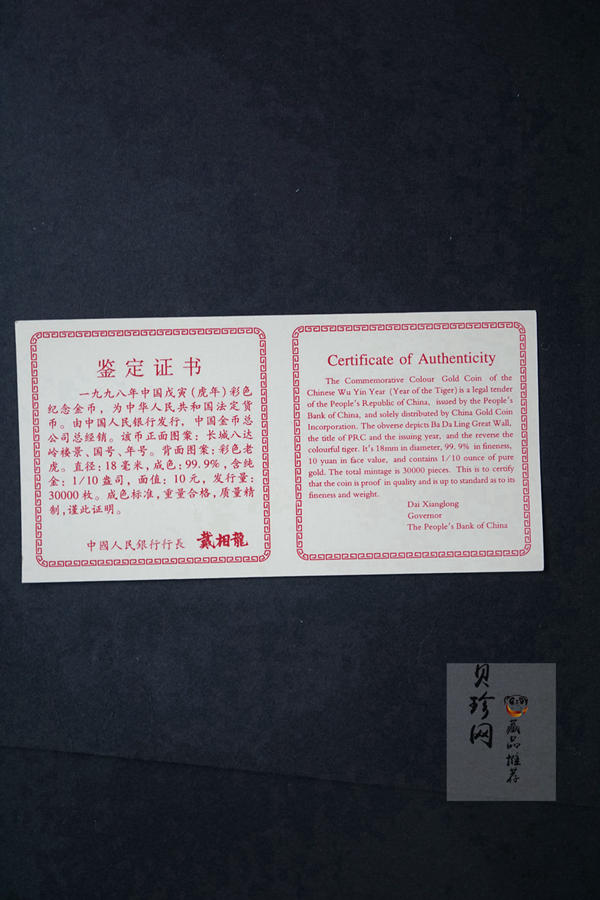 鉴定证书
一九九八年中国戊寅(虎年)彩色
纪念金币，为中华人民共和国法定货
币。由中国人民银行发行，中国金币总
公司总经销。该币正面图案：长城八达
岭楼景、国号、年号。背面图案：彩色老
虎。直径：18毫米，成色：99.9%，含纯
金：1/10盎司，面值：10元，发行量：
30000枚。成色标准，重量合格，质量精
制，谨此证明。
中國人民銀行行長 戴相龍
Certificate of Authenticity
The Commemorative Colour Gold Coin of the
Chinese Wu Yin Year (Year of the Tiger) is a legal tender
of the People's Republic of China, issued by the People's
Bank of China, and solely distributed by China Gold Coin
Incorporation. The obverse depicts Ba Da Ling Great Wall,
the title of PRC and the issuing year, and the reverse the
colourful tiger. It's 18mm in diameter, 99.9% in fineness,
10 yuan in face value, and contains 1/10 ounce of pure
gold. The total mintage is 30000 pieces. This is to certify
that the coin is proof in quality and is up to standard as to its
fineness and weight.
Dai Xianglong
Governor
The People's Bank of China
贝珍网
藏品推荐